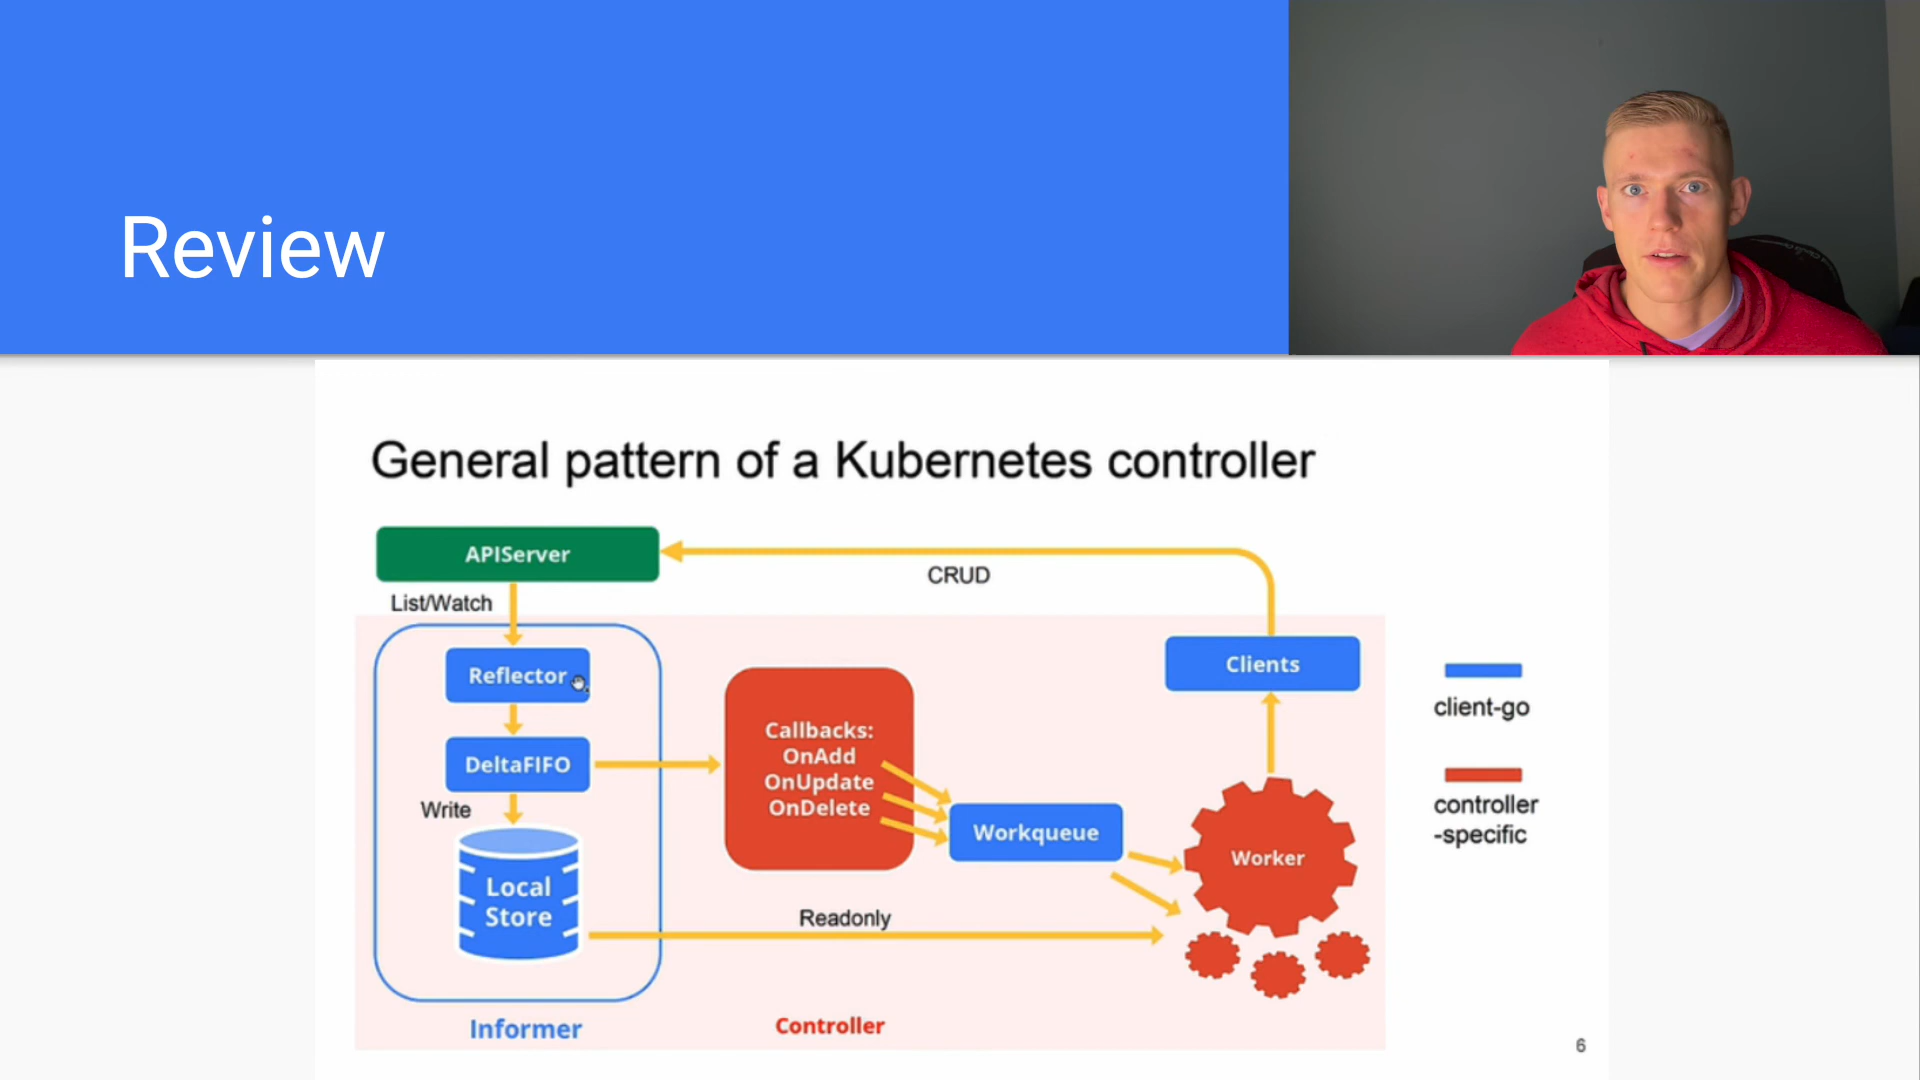 Review
General pattern of a Kubernetes controller
APIServer
CRUD
List/Watch
Reflector
Clients
DeltaFIFO
Write
Local
Store
Callbacks:
OnAdd
OnUpdate
OnDelete
Workqueue
Worker
Readonly
Informer
Controller
client-go
controller
-specific
6